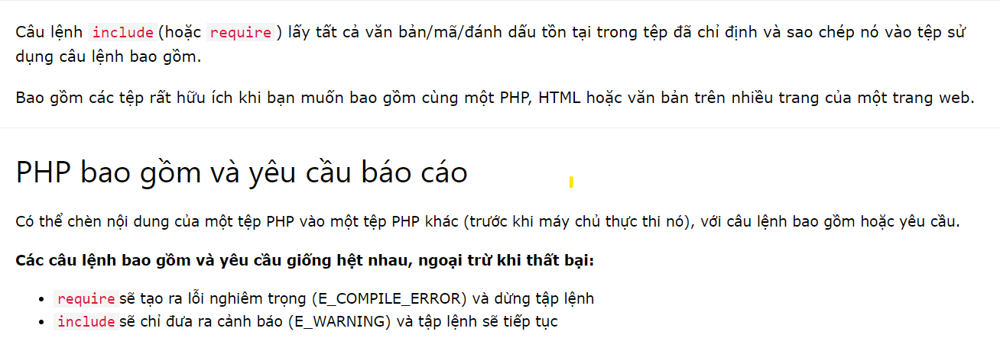 Câu lệnh include (hoặc require ) lấy tất cả văn bản/mã/đánh dấu tồn tại trong tệp đã chỉ định và sao chép nó vào tệp sử
dụng câu lệnh bao gồm.
Bao gồm các tệp rất hữu ích khi bạn muốn bao gồm cùng một PHP, HTML hoặc văn bản trên nhiều trang của một trang web.
PHP bao gồm và yêu cầu báo cáo
Có thể chèn nội dung của một tệp PHP vào một tệp PHP khác (trước khi máy chủ thực thi nó), với câu lệnh bao gồm hoặc yêu cầu.
Các câu lệnh bao gồm và yêu cầu giống hệt nhau, ngoại trừ khi thất bại:
• require sẽ tạo ra lỗi nghiêm trọng (E_COMPILE_ERROR) và dừng tập lệnh
• include sẽ chỉ đưa ra cảnh báo (E_WARNING) và tập lệnh sẽ tiếp tục